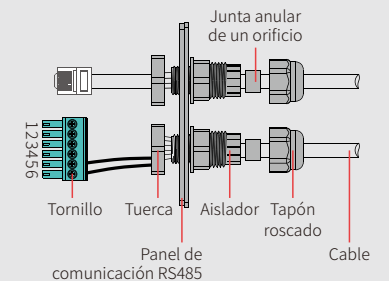 Junta anular
de un orificio
123456
Tornillo
Tuerca
Aislador
Tapón
roscado
Panel de
comunicación RS485
Cable